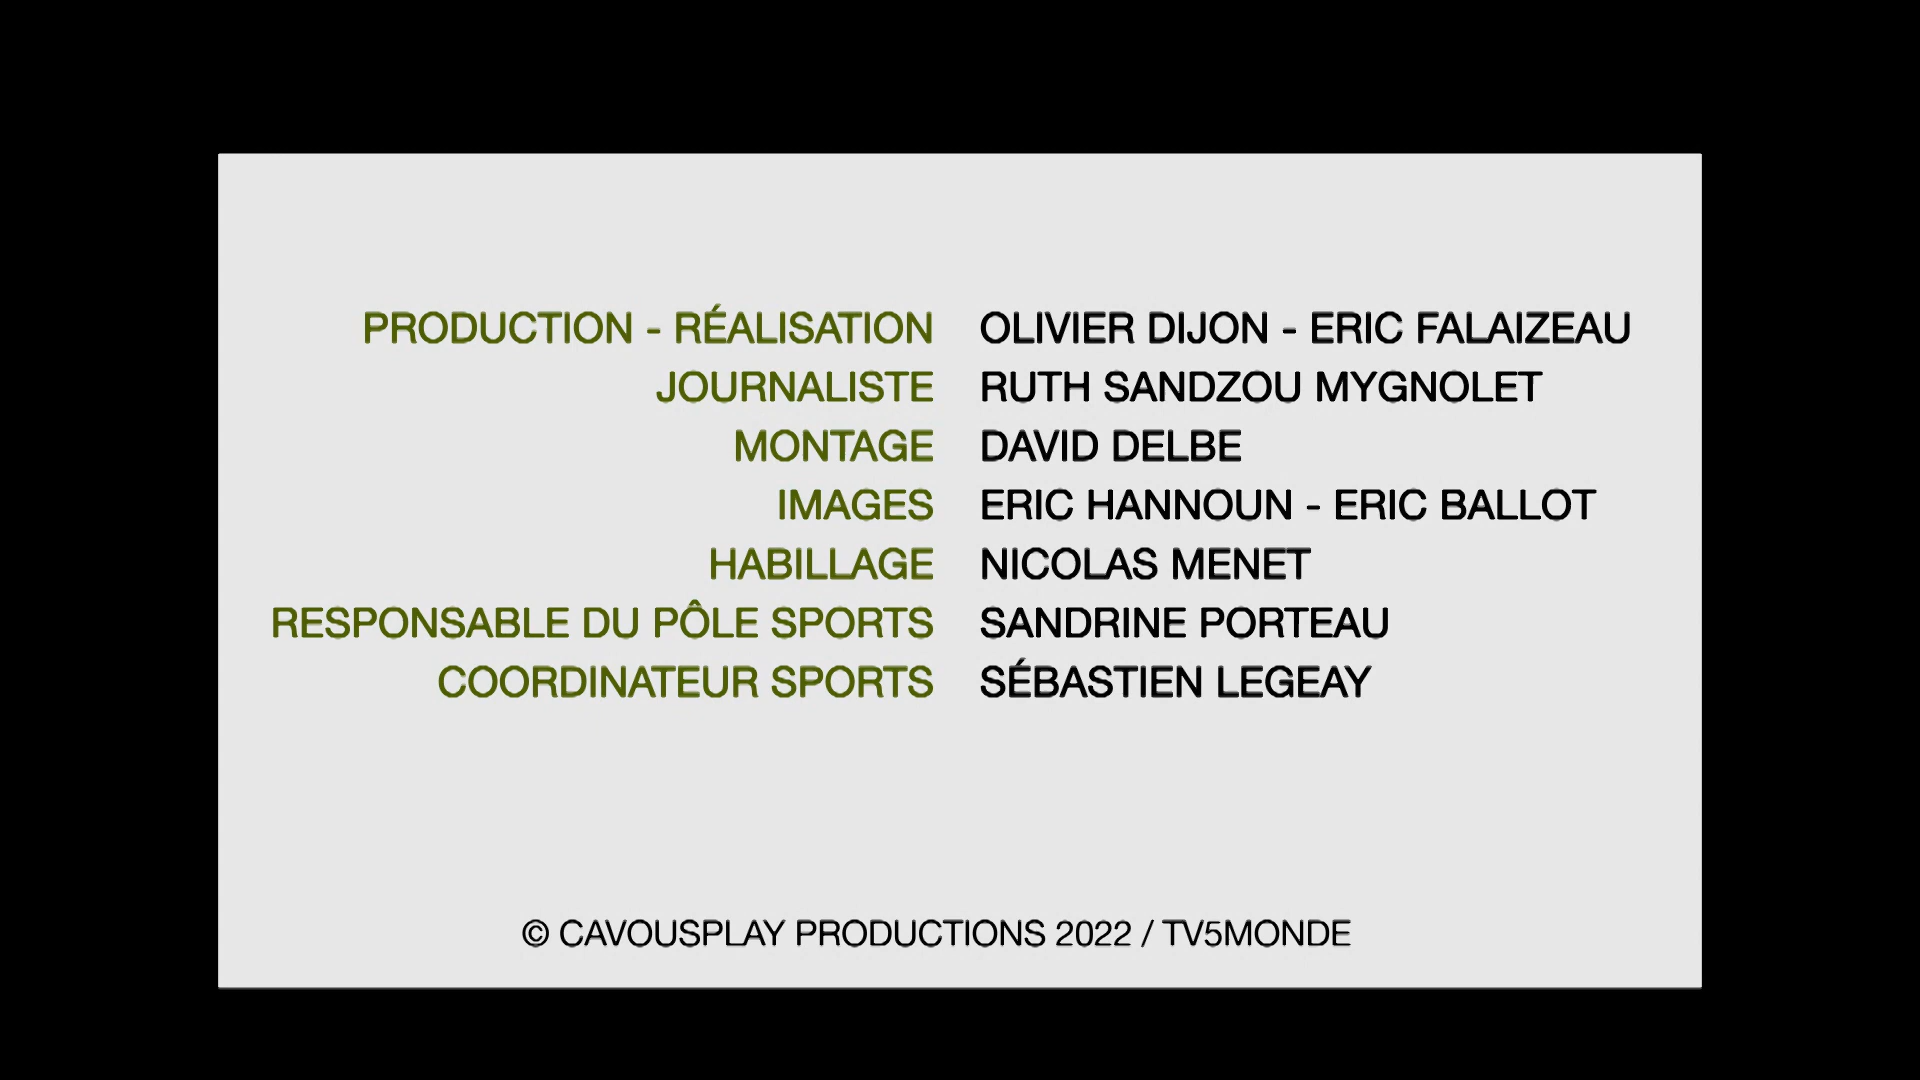 PRODUCTION - RÉALISATION OLIVIER DIJON - ERIC FALAIZEAU
JOURNALISTE RUTH SANDZOU MYGNOLET
MONTAGE DAVID DELBE
IMAGES ERIC HANNOUN - ERIC BALLOT
HABILLAGE NICOLAS MENET
RESPONSABLE DU PÔLE SPORTS SANDRINE PORTEAU
COORDINATEUR SPORTS SÉBASTIEN LEGEAY
© CAVOUSPLAY PRODUCTIONS 2022 / TV5MONDE